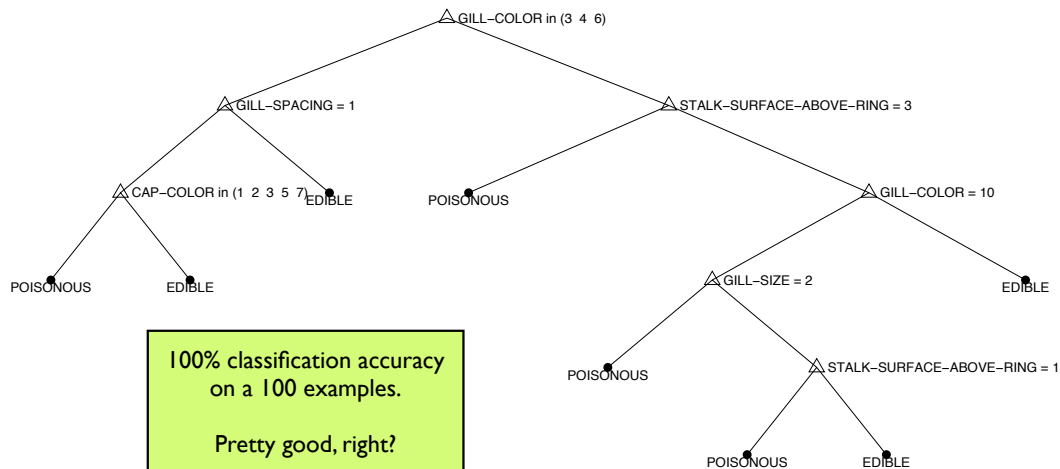 GILL−COLOR in (3 4 6)
GILL−SPACING = 1
STALK−SURFACE−ABOVE−RING = 3
CAP−COLOR in (1 2 3 5 7)
EDIBLE
POISONOUS
GILL−COLOR = 10
POISONOUS
EDIBLE
GILL−SIZE = 2
EDIBLE
100% classification accuracy
on a 100 examples.
Pretty good, right?
POISONOUS
STALK−SURFACE−ABOVE−RING = 1
POISONOUS
EDIBLE